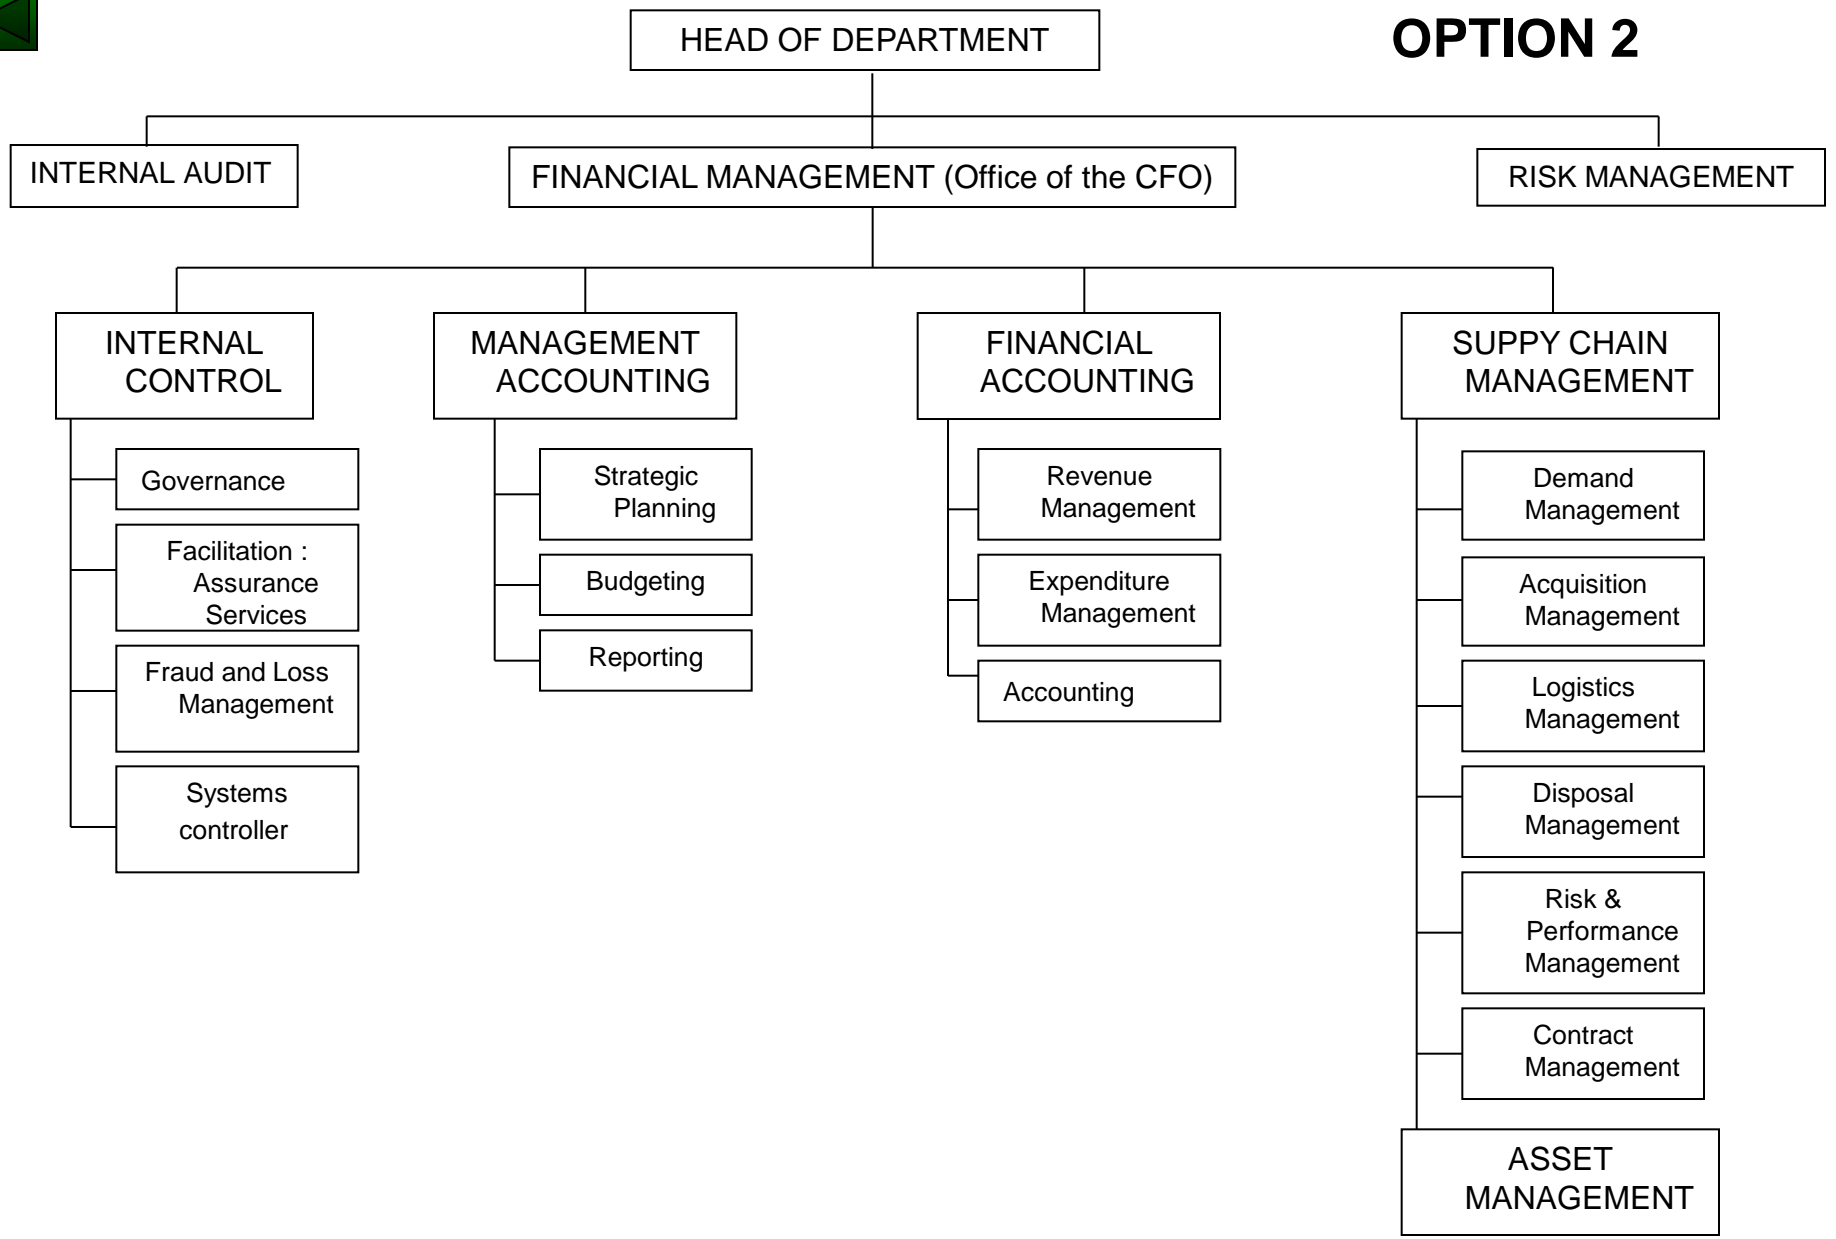 HEAD OF DEPARTMENT
OPTION 2
INTERNAL AUDIT
FINANCIAL MANAGEMENT (Office of the CFO)
RISK MANAGEMENT
INTERNAL
CONTROL
Governance
Facilitation :
Assurance
Services
Fraud and Loss
Management
Systems
controller
MANAGEMENT
ACCOUNTING
Strategic
Planning
Budgeting
Reporting
FINANCIAL
ACCOUNTING
Revenue
Management
Expenditure
Management
Accounting
SUPPY CHAIN
MANAGEMENT
Demand
Management
Acquisition
Management
Logistics
Management
Disposal
Management
Risk &
Performance
Management
Contract
Management
ASSET
MANAGEMENT